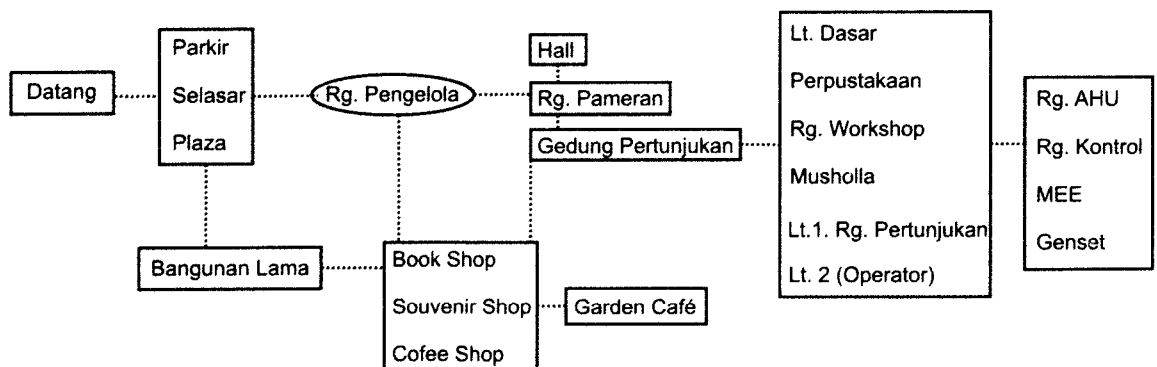 Datang
Parkir
Selasar
Plaza
Rg. Pengelola
Hall
Rg. Pameran
Gedung Pertunjukan
Lt. Dasar
Perpustakaan
Rg. Workshop
Musholla
Lt.1. Rg. Pertunjukan
Lt. 2 (Operator)
Rg. AHU
Rg. Kontrol
MEE
Genset
Bangunan Lama
Book Shop
Souvenir Shop
Cofee Shop
Garden Café